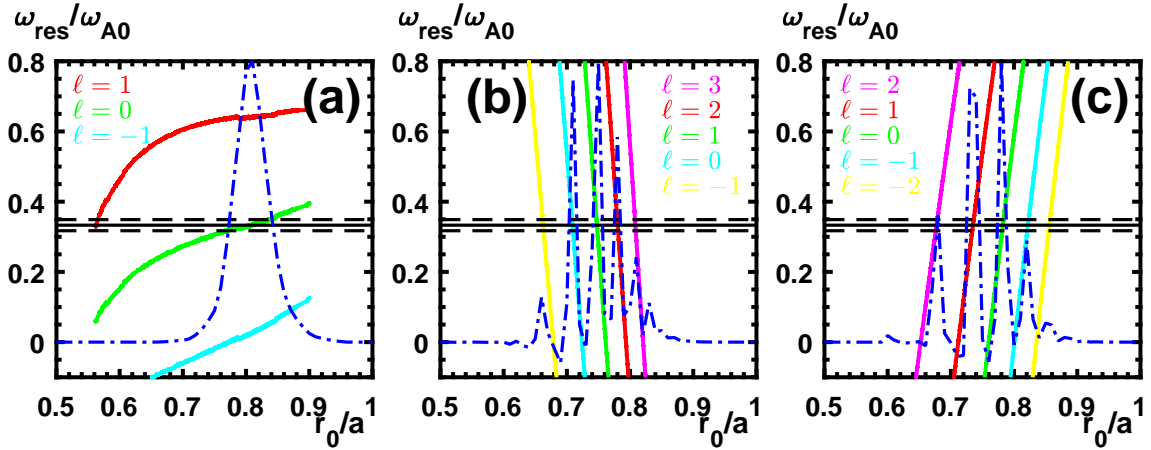 ω_res/ω_A0 ω_res/ω_A0 ω_res/ω_A0
0.8
0.6
0.4
0.2
0
0.5 0.6 0.7 0.8 0.9 1
r_0/a
ℓ = 1
ℓ = 0
ℓ = −1
(a)
0.8
0.6
0.4
0.2
0
0.5 0.6 0.7 0.8 0.9 1
r_0/a
ℓ = 3
ℓ = 2
ℓ = 1
ℓ = 0
ℓ = −1
(b)
0.8
0.6
0.4
0.2
0
0.5 0.6 0.7 0.8 0.9 1
r_0/a
ℓ = 2
ℓ = 1
ℓ = 0
ℓ = −1
ℓ = −2
(c)